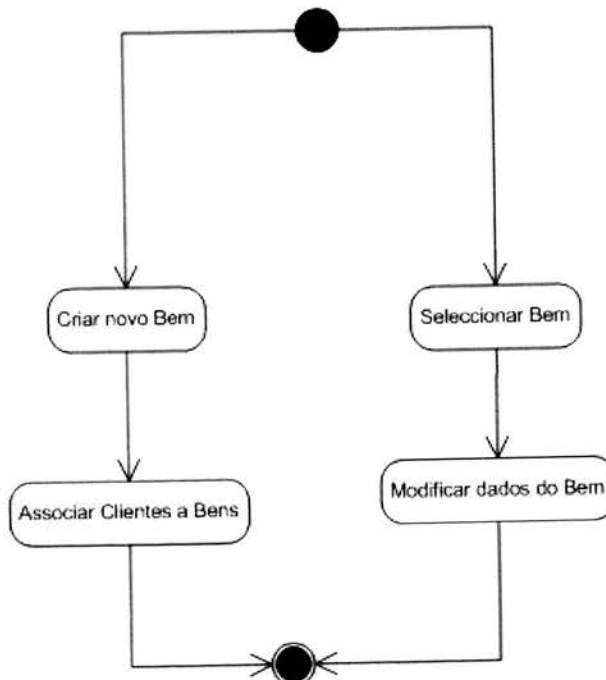 Criar novo Bem
Seleccionar Bem
Associar Clientes a Bens
Modificar dados do Bem